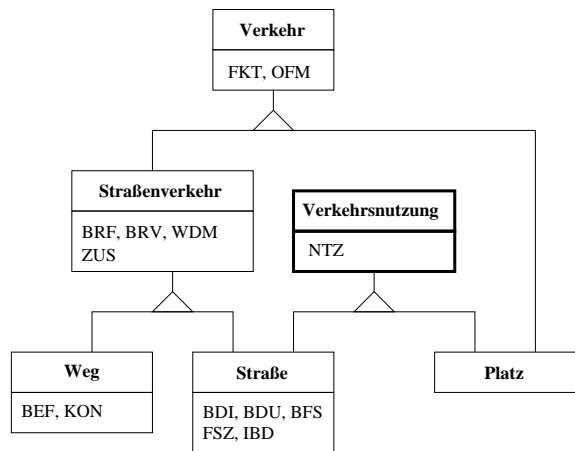 Verkehr
FKT, OFM
Straßenverkehr
BRF, BRV, WDM
ZUS
Verkehrsnutzung
NTZ
Weg
BEF, KON
Straße
BDI, BDU, BFS
FSZ, IBD
Platz